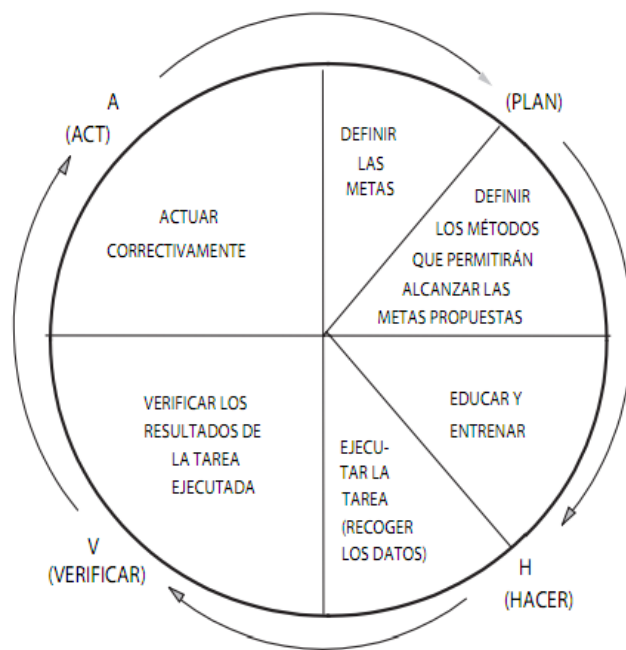 A
(ACT)
(PLAN)
DEFINIR
LAS
METAS
DEFINIR
LOS MÉTODOS
QUE PERMITIRÁN
ALCANZAR LAS
METAS PROPUESTAS
ACTUAR
CORRECTIVAMENTE
VERIFICAR LOS
RESULTADOS DE
LA TAREA
EJECUTADA
EJECU-
TAR LA
TAREA
(RECOGER
LOS DATOS)
EDUCAR Y
ENTRENAR
V
(VERIFICAR)
H
(HACER)